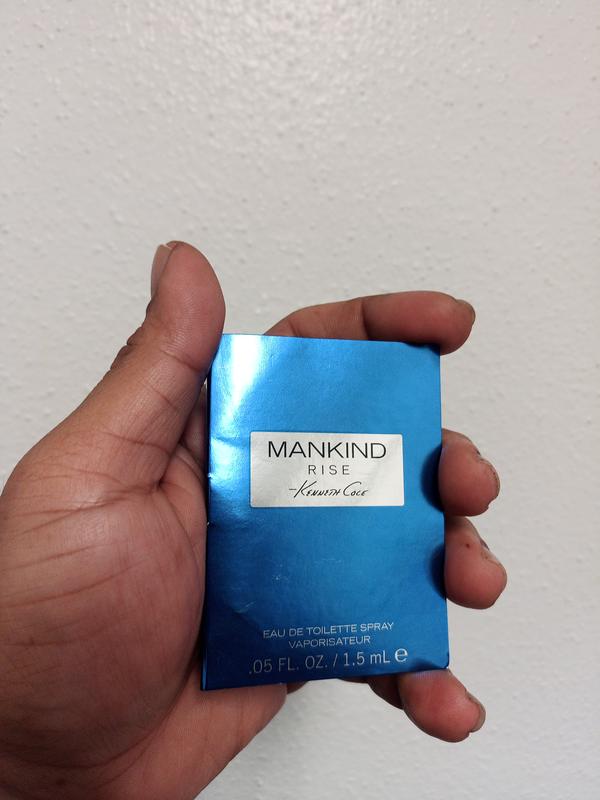 MANKIND
RISE
-Kenneth Cole
EAU DE TOILETTE SPRAY
VAPORISATEUR
.05 FL. OZ. / 1.5 mL ℮